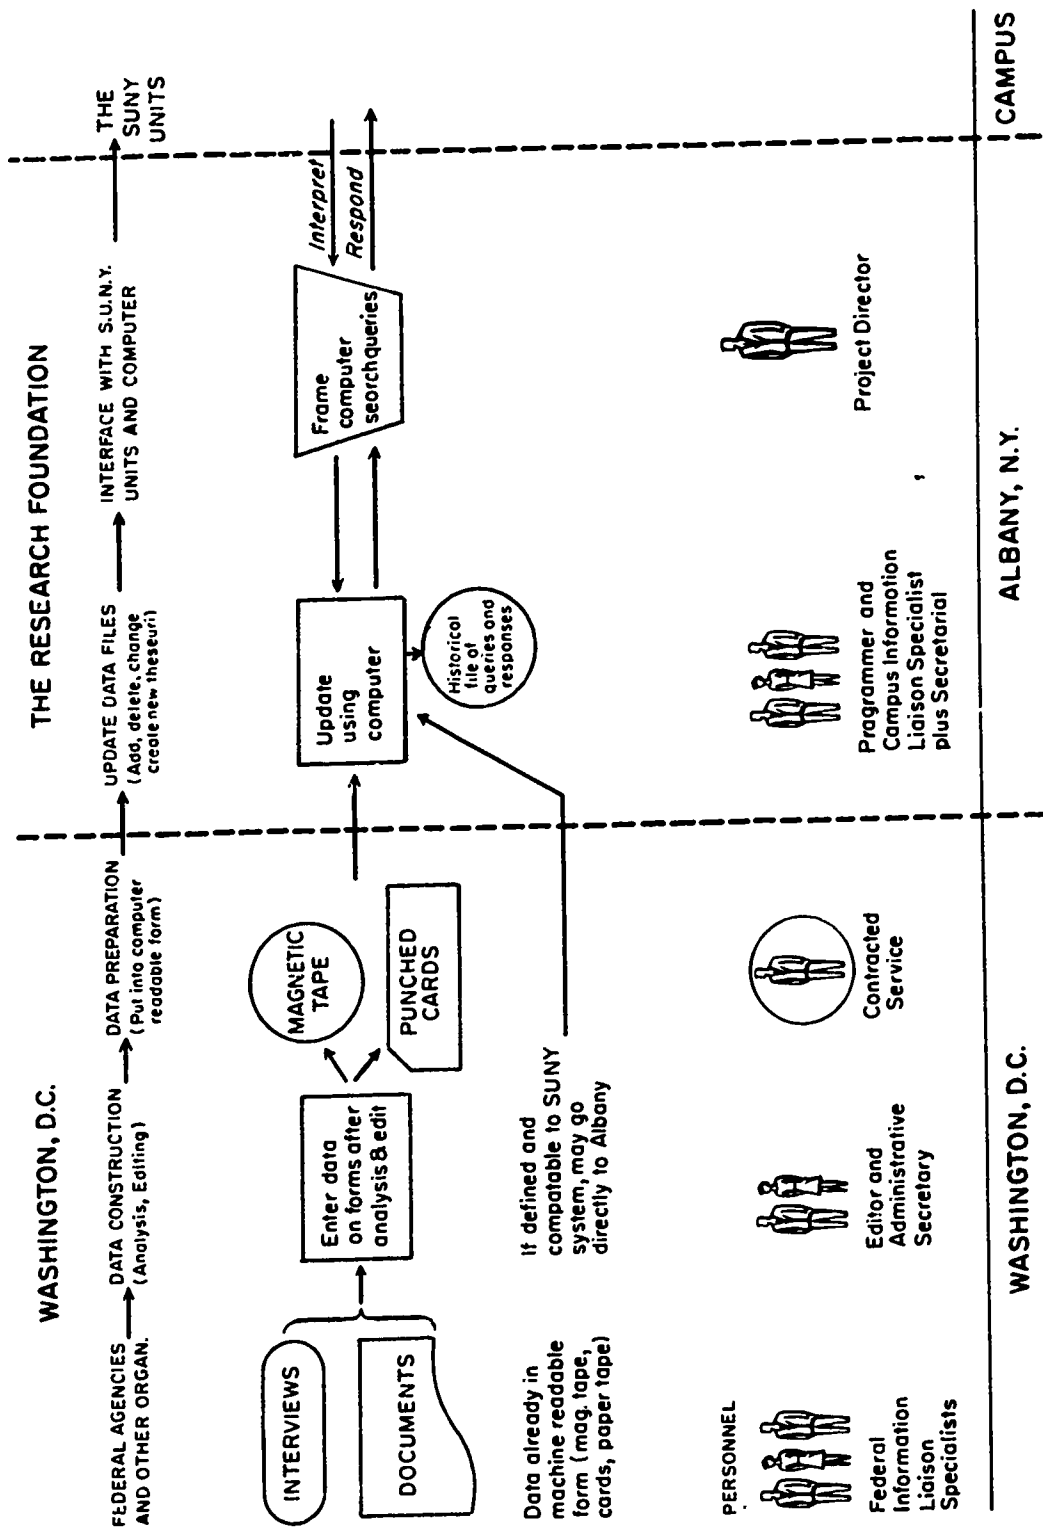 WASHINGTON, D.C.
THE RESEARCH FOUNDATION
FEDERAL AGENCIES
AND OTHER ORGAN.
DATA CONSTRUCTION
(Analysis, Editing)
DATA PREPARATION
(Put into computer
readable form)
UPDATE DATA FILES
(Add, delete, change
create new theseuri)
INTERFACE WITH S.U.N.Y.
UNITS AND COMPUTER
THE
SUNY
UNITS
INTERVIEWS
DOCUMENTS
Enter data
on forms after
analysis & edit
MAGNETIC
TAPE
PUNCHED
CARDS
Update
using
computer
Historical
file of
queries and
responses
Frame
computer
seorchqueries
Interpret
Respond
Data already in
machine readable
form (mag. tape,
cards, paper tape)
If defined and
compatable to SUNY
system, may go
directly to Albany
PERSONNEL
Federal
Information
Liaison
Specialists
Editor and
Administrative
Secretary
Contracted
Service
Pragrammer and
Campus Information
Liaison Specialist
plus Secretarial
Project Director
WASHINGTON, D.C.
ALBANY, N.Y.
CAMPUS